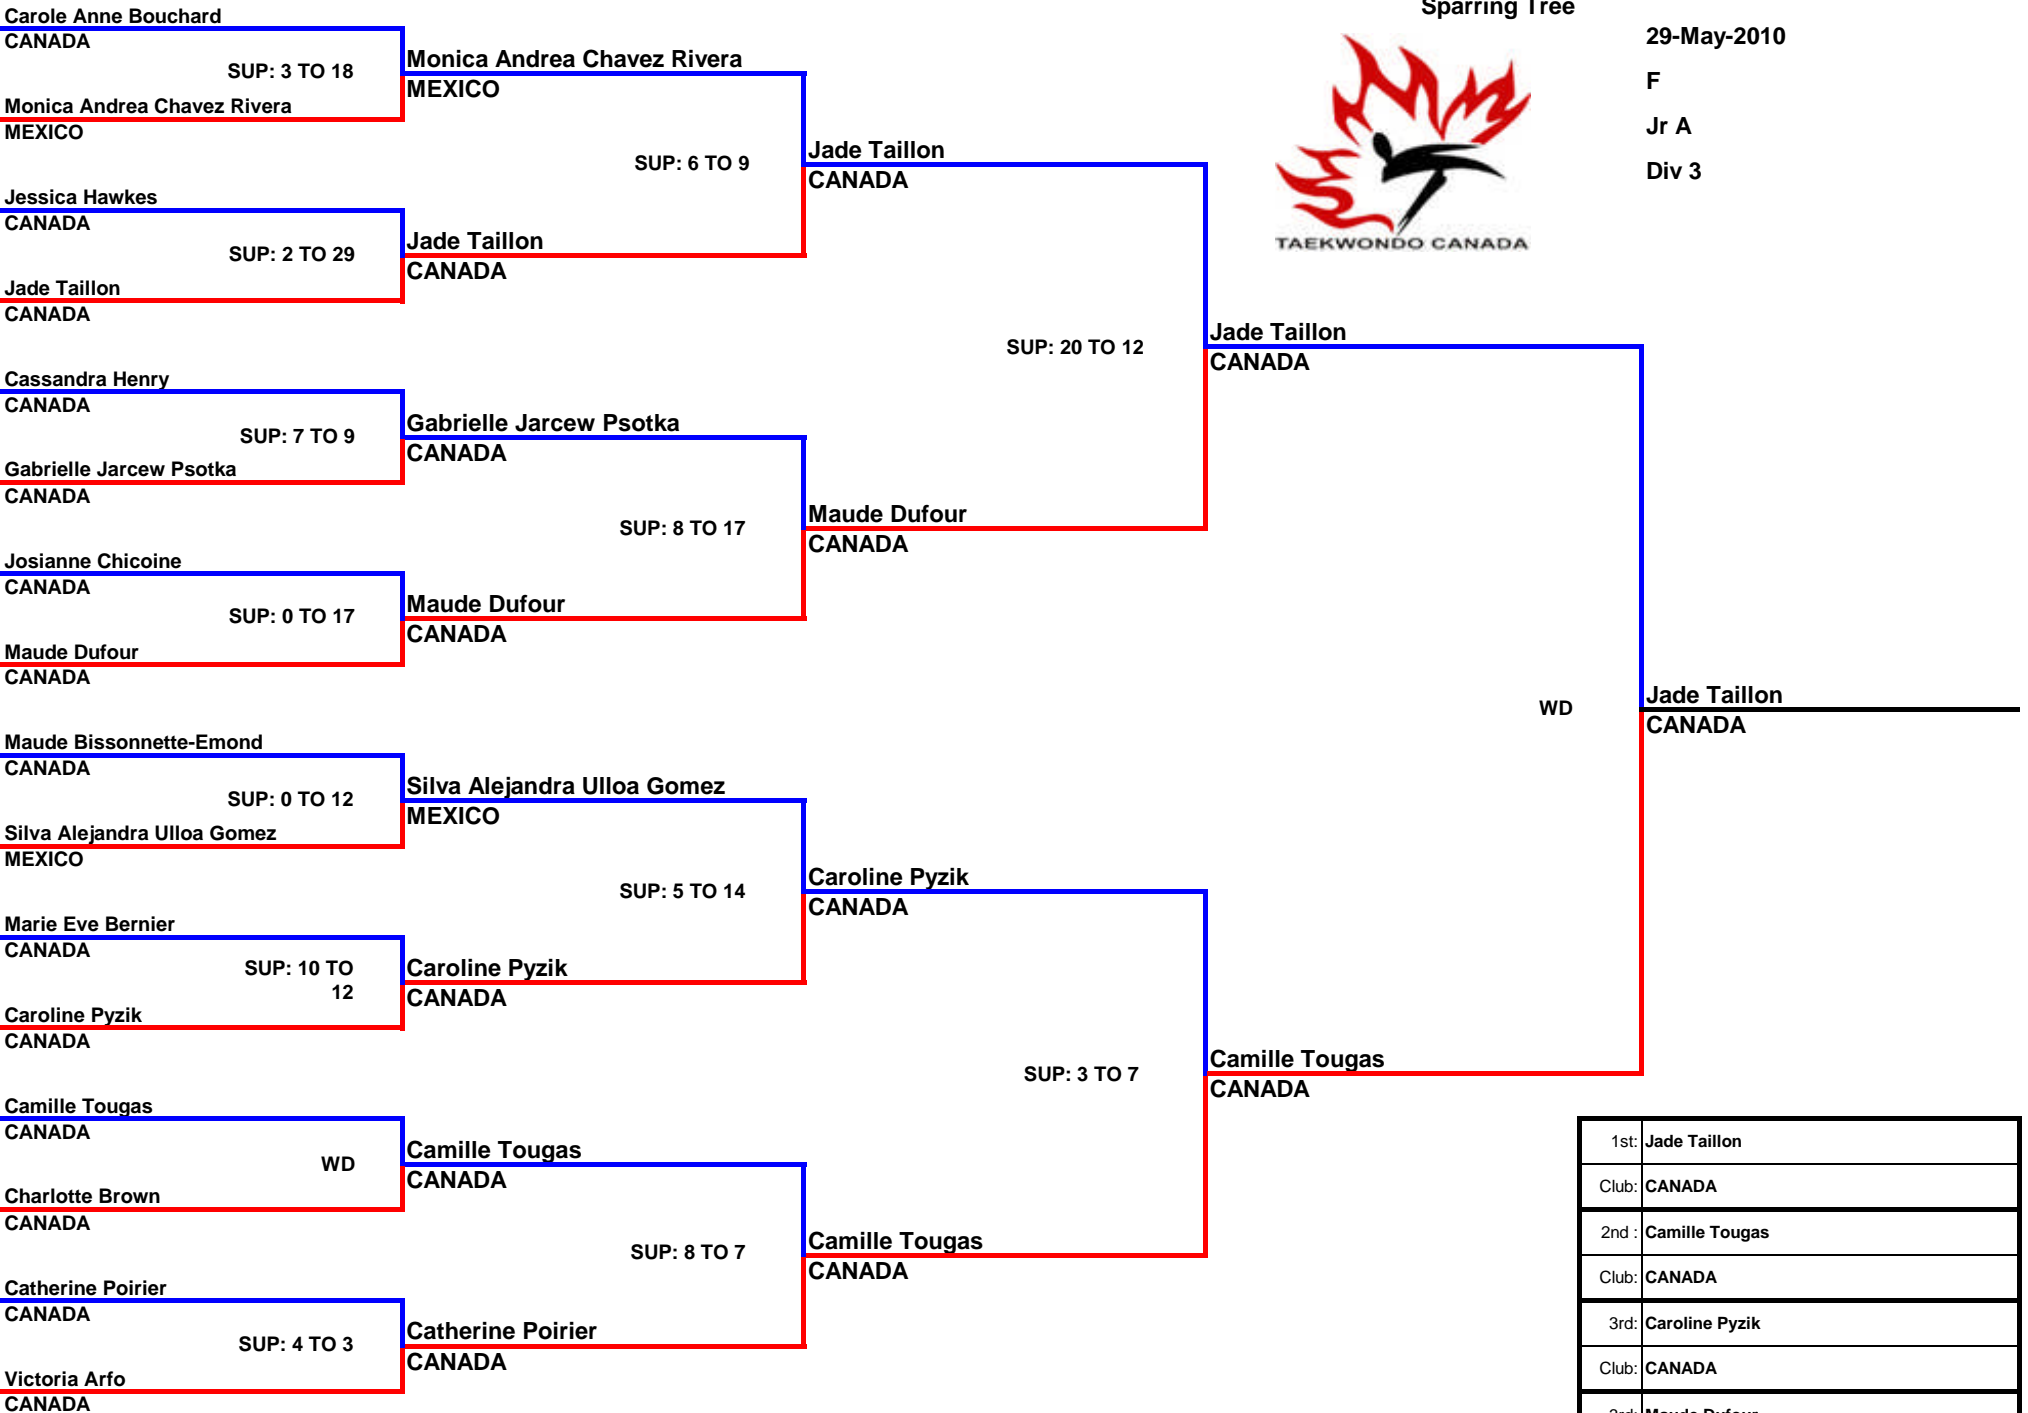 Sparring Tree
29-May-2010
F
Jr A
Div 3
TAEKWONDO CANADA
Carole Anne Bouchard
CANADA
SUP: 3 TO 18
Monica Andrea Chavez Rivera
MEXICO
Jessica Hawkes
CANADA
SUP: 2 TO 29
Jade Taillon
CANADA
Cassandra Henry
CANADA
SUP: 7 TO 9
Gabrielle Jarcew Psotka
CANADA
Josianne Chicoine
CANADA
SUP: 0 TO 17
Maude Dufour
CANADA
Maude Bissonnette-Emond
CANADA
SUP: 0 TO 12
Silva Alejandra Ulloa Gomez
MEXICO
Marie Eve Bernier
CANADA
SUP: 10 TO
12
Caroline Pyzik
CANADA
Camille Tougas
CANADA
WD
Charlotte Brown
CANADA
Catherine Poirier
CANADA
SUP: 4 TO 3
Victoria Arfo
CANADA
Monica Andrea Chavez Rivera
MEXICO
SUP: 6 TO 9
Jade Taillon
CANADA
Gabrielle Jarcew Psotka
CANADA
SUP: 8 TO 17
Maude Dufour
CANADA
Silva Alejandra Ulloa Gomez
MEXICO
SUP: 5 TO 14
Caroline Pyzik
CANADA
Camille Tougas
CANADA
SUP: 8 TO 7
Catherine Poirier
CANADA
Jade Taillon
CANADA
SUP: 20 TO 12
Maude Dufour
CANADA
Caroline Pyzik
CANADA
SUP: 3 TO 7
Camille Tougas
CANADA
Jade Taillon
CANADA
WD
Camille Tougas
CANADA
Jade Taillon
CANADA
1st: Jade Taillon
Club: CANADA
2nd : Camille Tougas
Club: CANADA
3rd: Caroline Pyzik
Club: CANADA
3rd: Maude Dufour